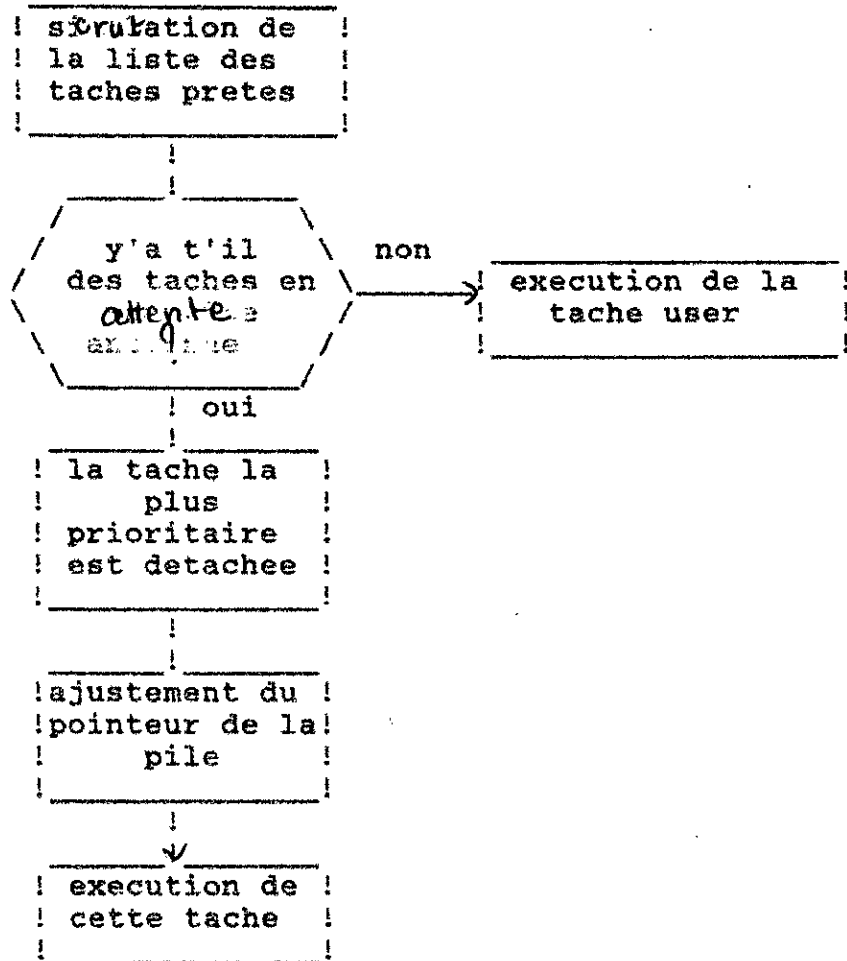 scrutation de
la liste des
taches pretes
y'a t'il
des taches en
attente
non
execution de la
tache user
oui
la tache la
plus
prioritaire
est detachee
ajustement du
pointeur de la
pile
execution de
cette tache